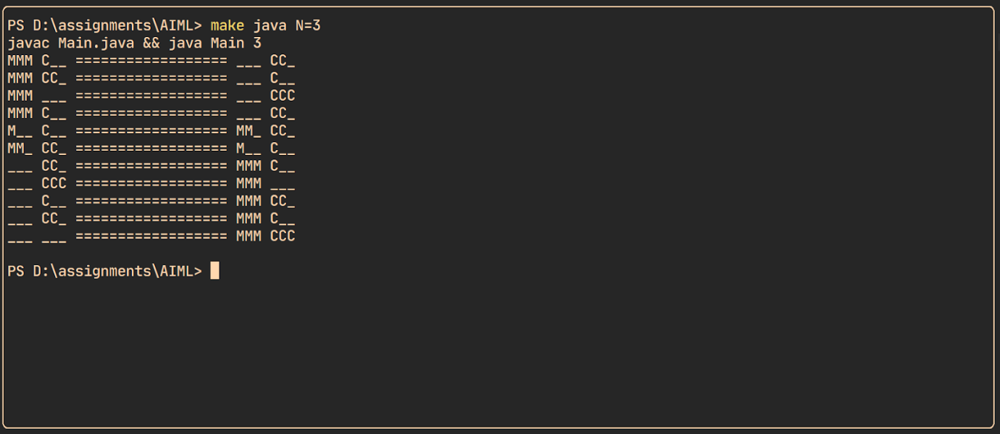 PS D:\assignments\AIML> make java N=3
javac Main.java && java Main 3
MMM C__ ================== ___ CC_
MMM CC_ ================== ___ C__
MMM ___ ================== ___ CCC
MMM C__ ================== ___ CC_
M__ C__ ================== MM_ CC_
MM_ CC_ ================== M__ C__
___ CC_ ================== MMM C__
___ CCC ================== MMM ___
___ C__ ================== MMM CC_
___ CC_ ================== MMM C__
___ ___ ================== MMM CCC
PS D:\assignments\AIML>